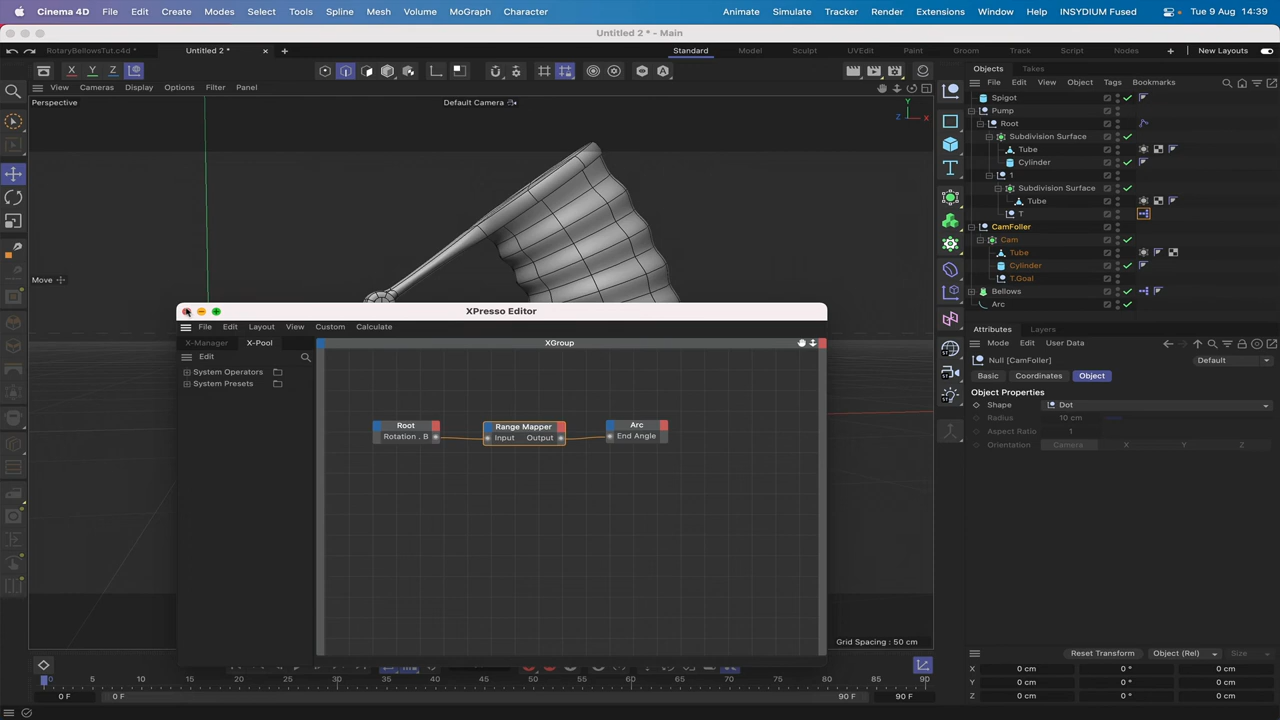 Cinema 4D File Edit Create Modes Select Tools Spline Mesh Volume MoGraph Character Animate Simulate Tracker Render Extensions Window Help INSYDIUM Fused Tue 9 Aug 14:39
Untitled 2 * - Main
RotaryBellowsTut.c4d * Untitled 2 * Standard Model Sculpt UVEdit Paint Groom Track Script Nodes New Layouts
X Y Z
Objects Takes
File Edit View Object Tags Bookmarks
View Cameras Display Options Filter Panel
Perspective
Default Camera
Y
Z X
Spigot
Pump
Root
Subdivision Surface
Tube
Cylinder
1
Subdivision Surface
Tube
T
CamFoller
Cam
Tube
Cylinder
T.Goal
Bellows
Arc
Move
XPresso Editor
File Edit Layout View Custom Calculate
X-Manager X-Pool
XGroup
Edit
System Operators
System Presets
Root
Rotation . B
Range Mapper
Input Output
Arc
End Angle
Attributes Layers
Mode Edit User Data
Null [CamFoller] Default
Basic Coordinates Object
Object Properties
Shape Dot
Radius 10 cm
Aspect Ratio 1
Orientation Camera X Y Z
Grid Spacing : 50 cm
Reset Transform Object (Rel) Size
X 0 cm 0 ° 0 cm
Y 0 cm 0 ° 0 cm
Z 0 cm 0 ° 0 cm
0 5 10 15 20 25 30 35 40 45 50 55 60 65 70 75 80 85 90
0 F 0 F 90 F 90 F